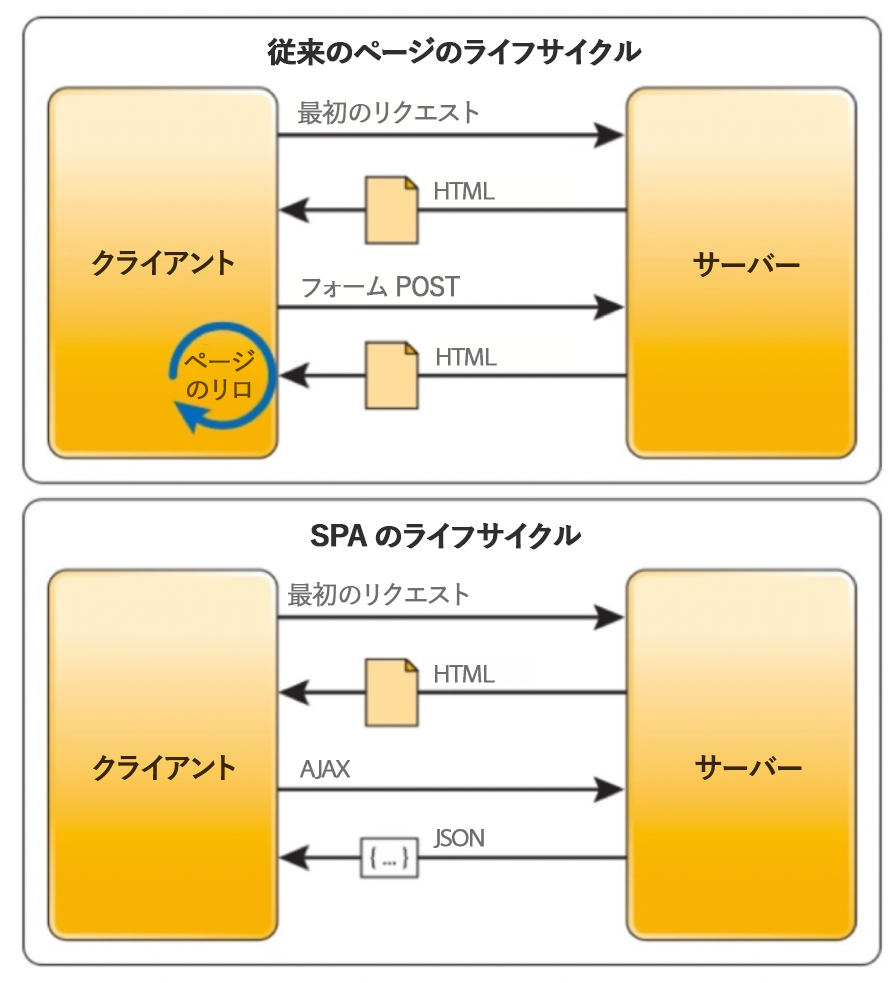 従来のページのライフサイクル
最初のリクエスト
HTML
クライアント
サーバー
フォーム POST
HTML
ページ
のリロ
SPA のライフサイクル
最初のリクエスト
HTML
クライアント
サーバー
AJAX
JSON
{ ... }